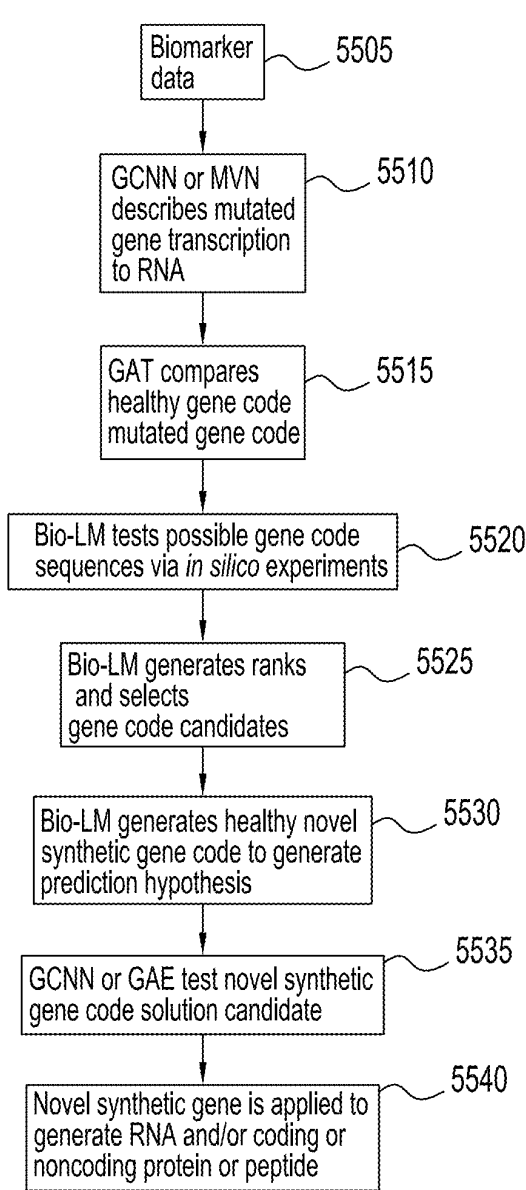 Biomarker
data
5505
GCNN or MVN
describes mutated
gene transcription
to RNA
5510
GAT compares
healthy gene code
mutated gene code
5515
Bio-LM tests possible gene code
sequences via in silico experiments
5520
Bio-LM generates ranks
and selects
gene code candidates
5525
Bio-LM generates healthy novel
synthetic gene code to generate
prediction hypothesis
5530
GCNN or GAE test novel synthetic
gene code solution candidate
5535
Novel synthetic gene is applied to
generate RNA and/or coding or
noncoding protein or peptide
5540